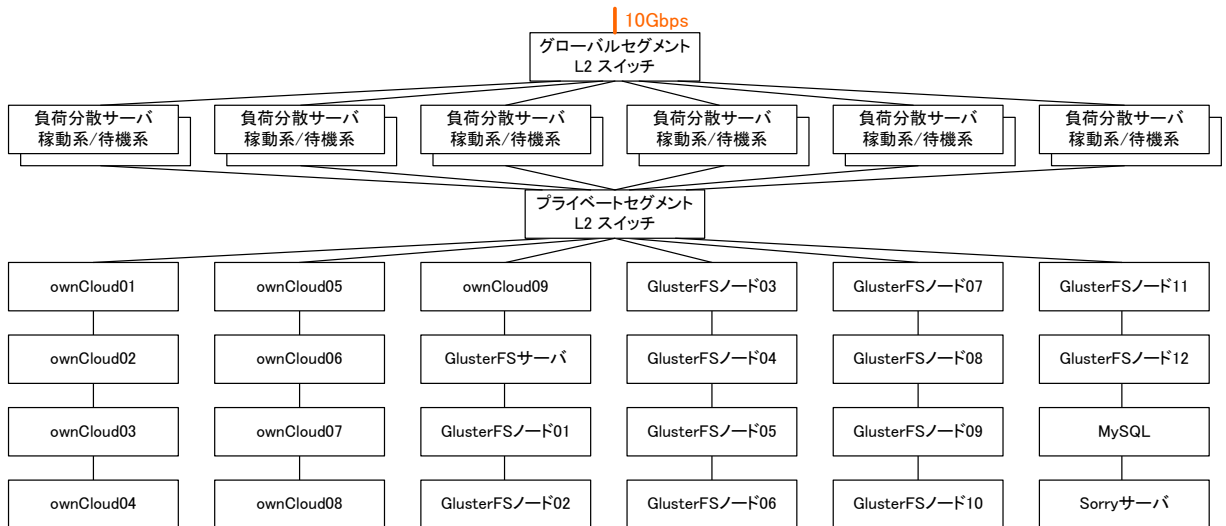 10Gbps
グローバルセグメント
L2 スイッチ
負荷分散サーバ
稼動系/待機系
負荷分散サーバ
稼動系/待機系
負荷分散サーバ
稼動系/待機系
負荷分散サーバ
稼動系/待機系
負荷分散サーバ
稼動系/待機系
負荷分散サーバ
稼動系/待機系
プライベートセグメント
L2 スイッチ
ownCloud01
ownCloud05
ownCloud09
GlusterFSノード03
GlusterFSノード07
GlusterFSノード11
ownCloud02
ownCloud06
GlusterFSサーバ
GlusterFSノード04
GlusterFSノード08
GlusterFSノード12
ownCloud03
ownCloud07
GlusterFSノード01
GlusterFSノード05
GlusterFSノード09
MySQL
ownCloud04
ownCloud08
GlusterFSノード02
GlusterFSノード06
GlusterFSノード10
Sorryサーバ